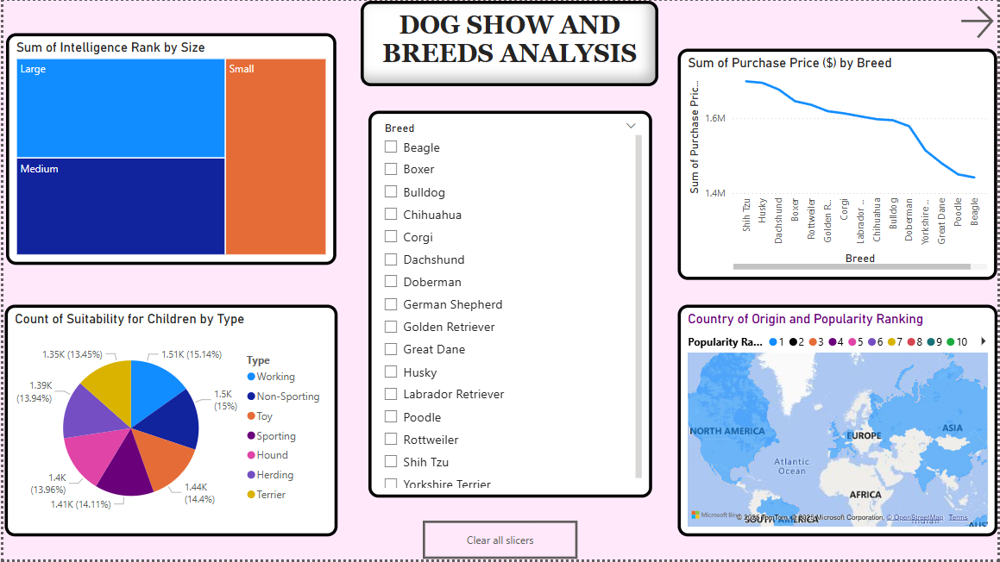 DOG SHOW AND
BREEDS ANALYSIS
Sum of Intelligence Rank by Size
Large
Small
Medium
Count of Suitability for Children by Type
1.35K (13.45%)
1.51K (15.14%)
1.39K
(13.94%)
1.5K
(15%)
1.4K
(13.96%)
1.44K
(14.4%)
1.41K (14.11%)
Type
Working
Non-Sporting
Toy
Sporting
Hound
Herding
Terrier
Breed
Beagle
Boxer
Bulldog
Chihuahua
Corgi
Dachshund
Doberman
German Shepherd
Golden Retriever
Great Dane
Husky
Labrador Retriever
Poodle
Rottweiler
Shih Tzu
Yorkshire Terrier
Clear all slicers
Sum of Purchase Price ($) by Breed
Sum of Purchase Pric...
1.6M
1.4M
Shih Tzu
Husky
Dachshund
Boxer
Rottweiler
Golden R...
Corgi
Labrador ...
Chihuahua
Bulldog
Doberman
Yorkshire...
Great Dane
Poodle
Beagle
Breed
Country of Origin and Popularity Ranking
Popularity Ra... 1 2 3 4 5 6 7 8 9 10
NORTH AMERICA
EUROPE
ASIA
Atlantic
Ocean
AFRICA
SOUTH AMERICA
AUS
Microsoft Bing
© 2025 TomTom, © 2025 Microsoft Corporation, © OpenStreetMap Terms